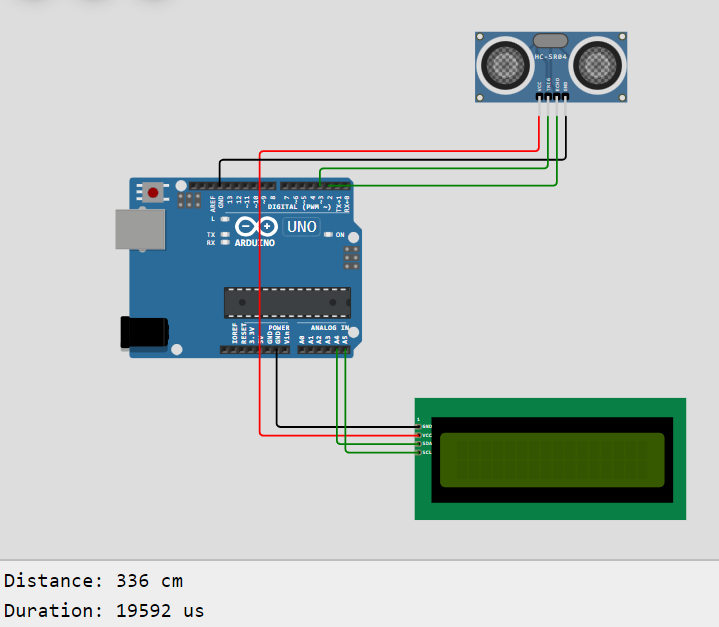 HC-SR04
VCC
TRIG
ECHO
GND
AREF
GND
13
12
~11
~10
~9
8
7
~6
~5
4
~3
2
TX→1
RX←0
DIGITAL (PWM ~)
L
TX
RX
ARDUINO
UNO
ON
IOREF
RESET
3.3V
5V
GND
GND
Vin
POWER
ANALOG IN
A0
A1
A2
A3
A4
A5
1
GND
VCC
SDA
SCL
Distance: 336 cm
Duration: 19592 us